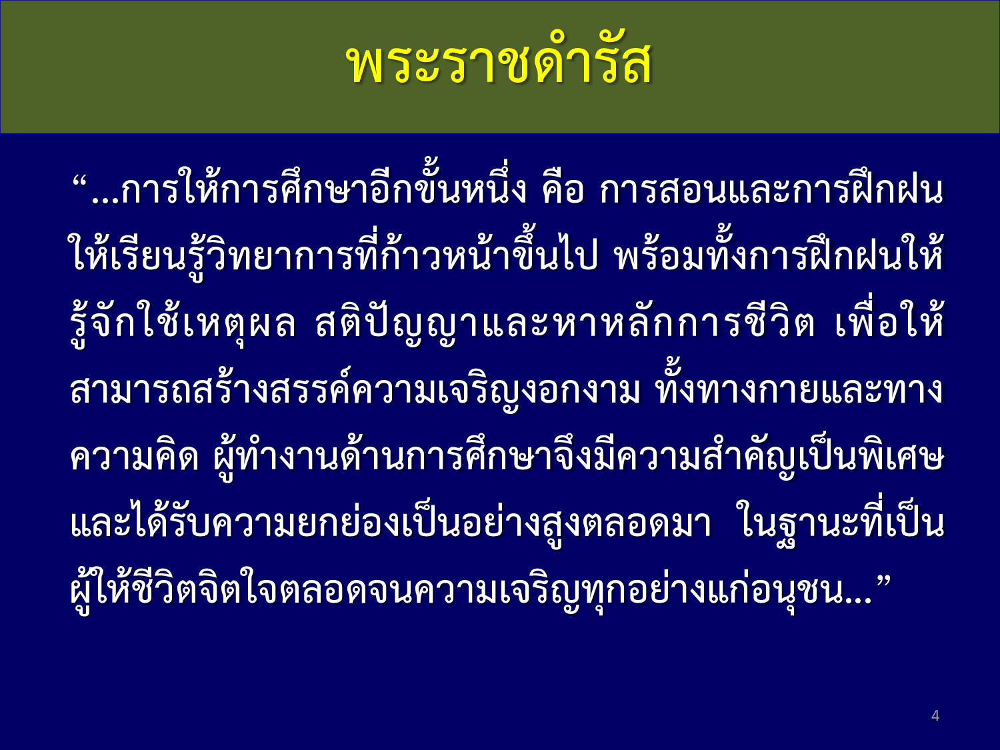 พระราชดำรัส
“...การให้การศึกษาอีกขั้นหนึ่ง คือ การสอนและการฝึกฝน
ให้เรียนรู้วิทยาการที่ก้าวหน้าขึ้นไป พร้อมทั้งการฝึกฝนให้
รู้จักใช้เหตุผล สติปัญญาและหาหลักการชีวิต เพื่อให้
สามารถสร้างสรรค์ความเจริญงอกงาม ทั้งทางกายและทาง
ความคิด ผู้ทำงานด้านการศึกษาจึงมีความสำคัญเป็นพิเศษ
และได้รับความยกย่องเป็นอย่างสูงตลอดมา ในฐานะที่เป็น
ผู้ให้ชีวิตจิตใจตลอดจนความเจริญทุกอย่างแก่อนุชน...”
4